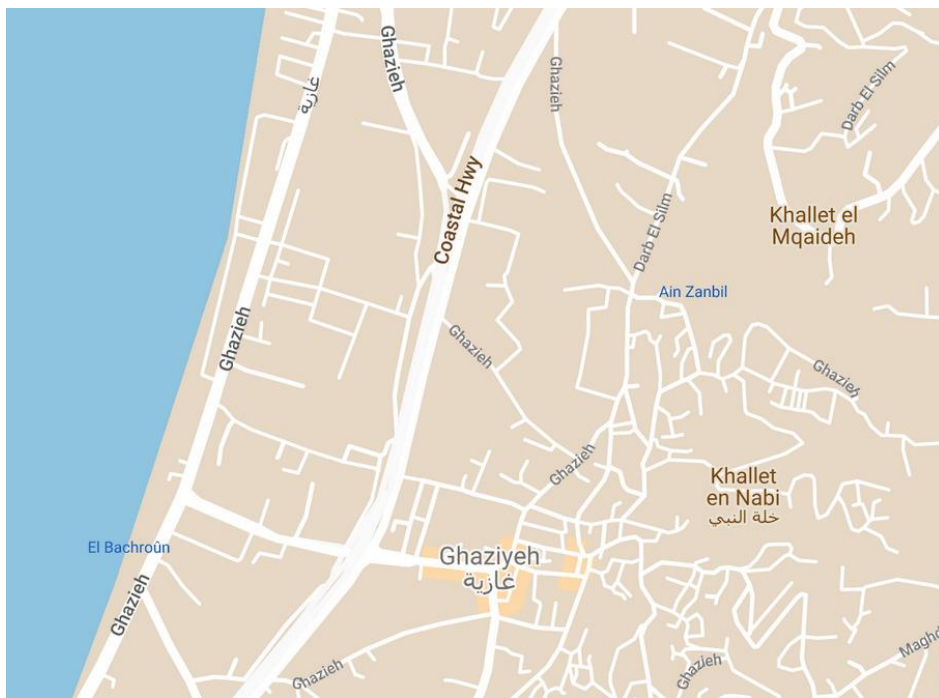 Ghazieh
غازية
Ghazieh
Darb El Silm
Coastal Hwy
Khallet el
Mqaideh
Darb El Silm
Ain Zanbil
Ghazieh
Ghazieh
Ghazieh
Ghazieh
Khallet
en Nabi
خلة النبي
El Bachroûn
Ghaziyeh
غازية
Ghazieh
Ghazieh
Ghazieh
Maghd